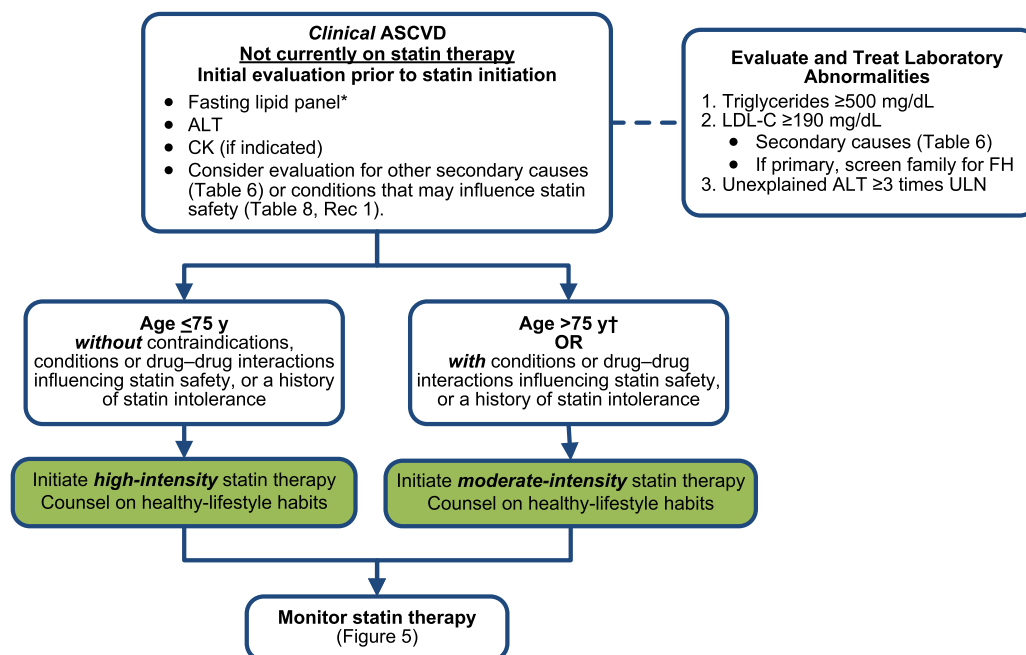 Clinical ASCVD
Not currently on statin therapy
Initial evaluation prior to statin initiation
● Fasting lipid panel*
● ALT
● CK (if indicated)
● Consider evaluation for other secondary causes
(Table 6) or conditions that may influence statin
safety (Table 8, Rec 1).
Evaluate and Treat Laboratory
Abnormalities
1. Triglycerides ≥500 mg/dL
2. LDL-C ≥190 mg/dL
● Secondary causes (Table 6)
● If primary, screen family for FH
3. Unexplained ALT ≥3 times ULN
Age ≤75 y
without contraindications,
conditions or drug–drug interactions
influencing statin safety, or a history
of statin intolerance
Age >75 y†
OR
with conditions or drug–drug
interactions influencing statin safety,
or a history of statin intolerance
Initiate high-intensity statin therapy
Counsel on healthy-lifestyle habits
Initiate moderate-intensity statin therapy
Counsel on healthy-lifestyle habits
Monitor statin therapy
(Figure 5)